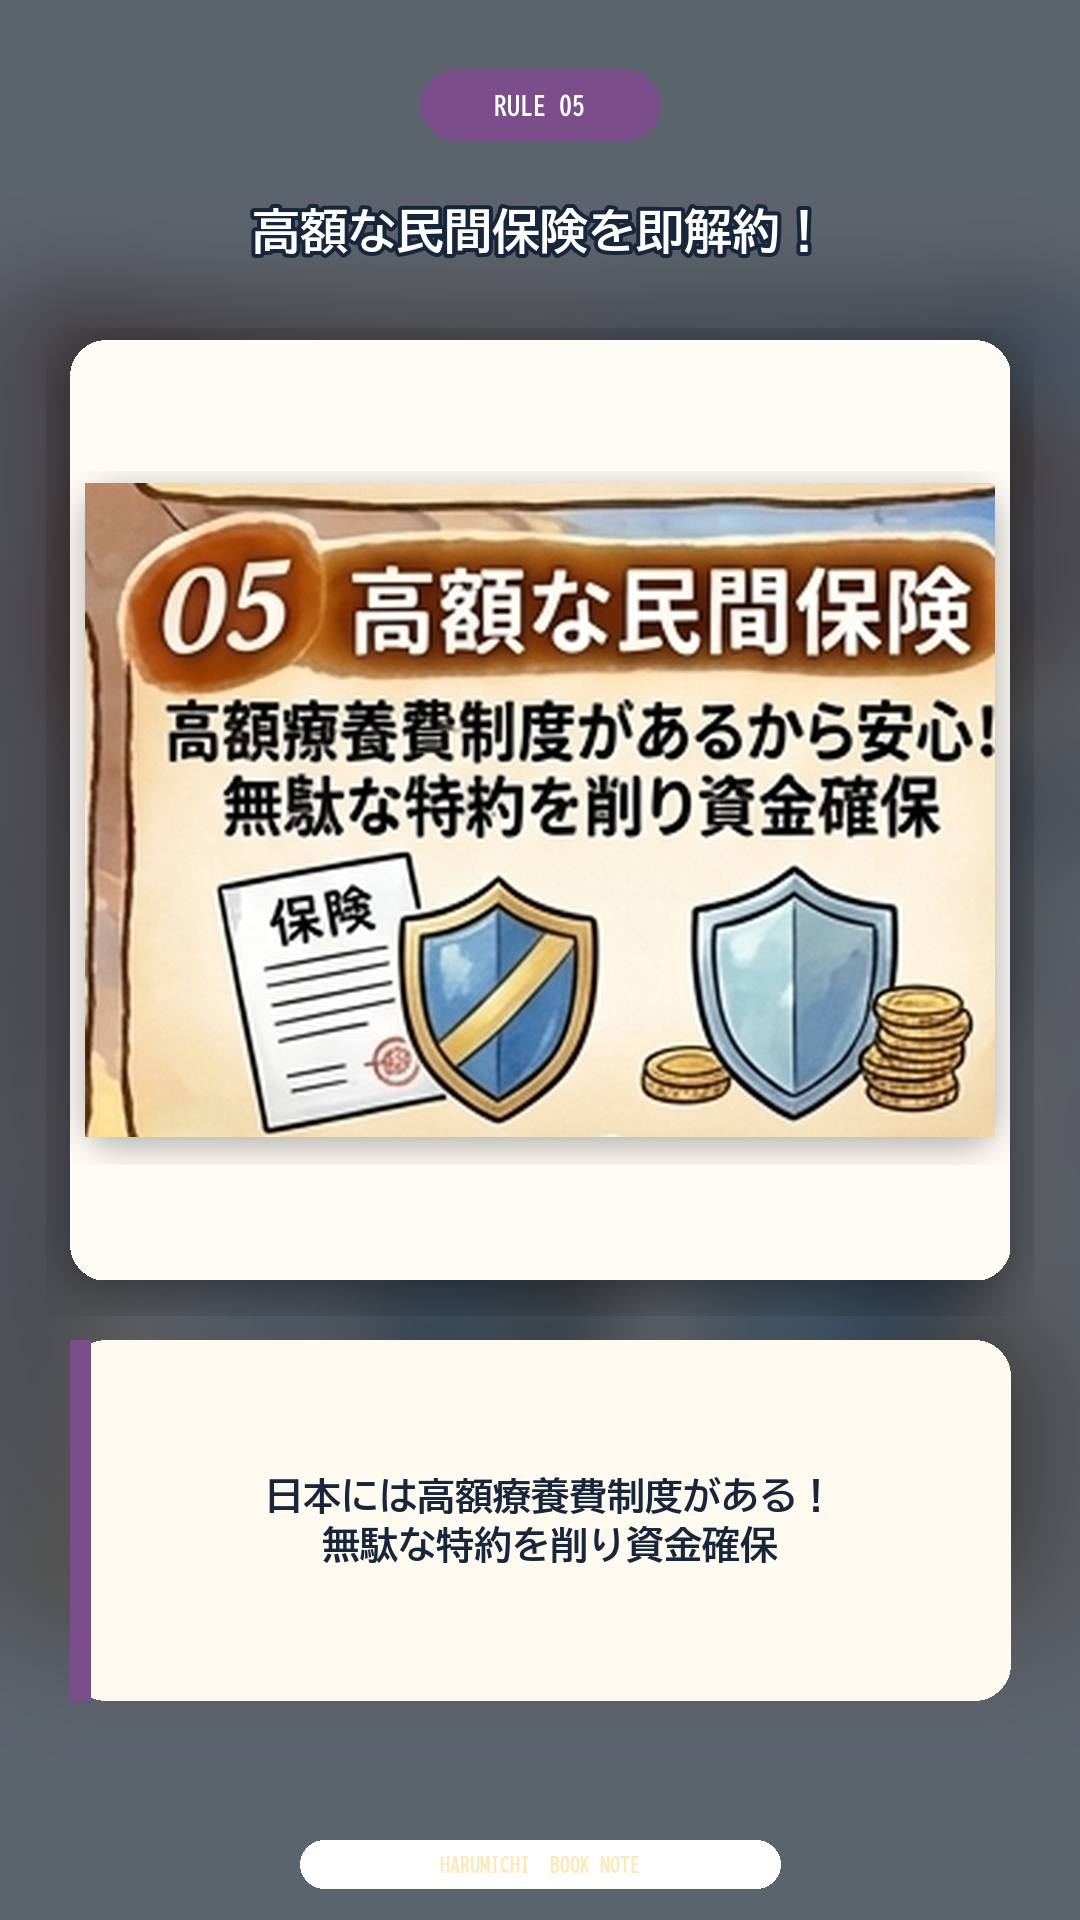 RULE 05
高額な民間保険を即解約！
05 高額な民間保険
高額療養費制度があるから安心!
無駄な特約を削り資金確保
保険
日本には高額療養費制度がある！
無駄な特約を削り資金確保
HARUMICHI BOOK NOTE